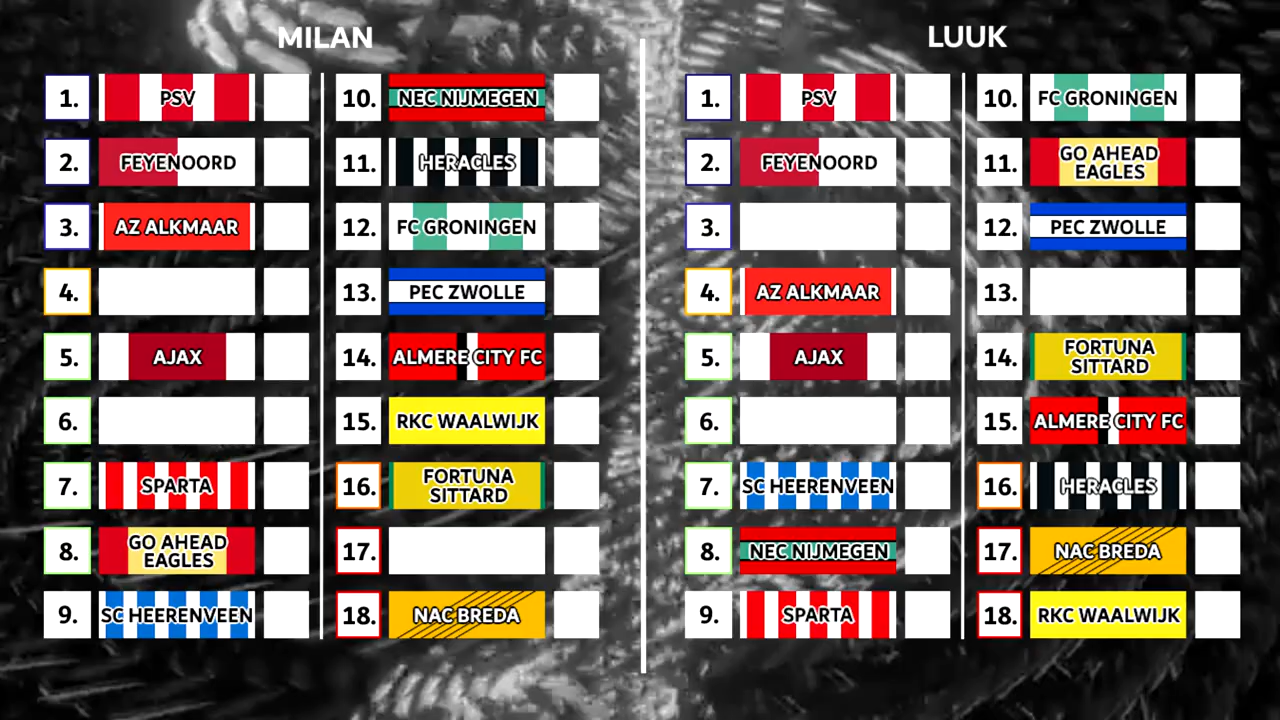 MILAN
1. PSV
2. FEYENOORD
3. AZ ALKMAAR
4.
5. AJAX
6.
7. SPARTA
8. GO AHEAD
EAGLES
9. SC HEERENVEEN
10. NEC NIJMEGEN
11. HERACLES
12. FC GRONINGEN
13. PEC ZWOLLE
14. ALMERE CITY FC
15. RKC WAALWIJK
16. FORTUNA
SITTARD
17.
18. NAC BREDA
LUUK
1. PSV
2. FEYENOORD
3.
4. AZ ALKMAAR
5. AJAX
6.
7. SC HEERENVEEN
8. NEC NIJMEGEN
9. SPARTA
10. FC GRONINGEN
11. GO AHEAD
EAGLES
12. PEC ZWOLLE
13.
14. FORTUNA
SITTARD
15. ALMERE CITY FC
16. HERACLES
17. NAC BREDA
18. RKC WAALWIJK